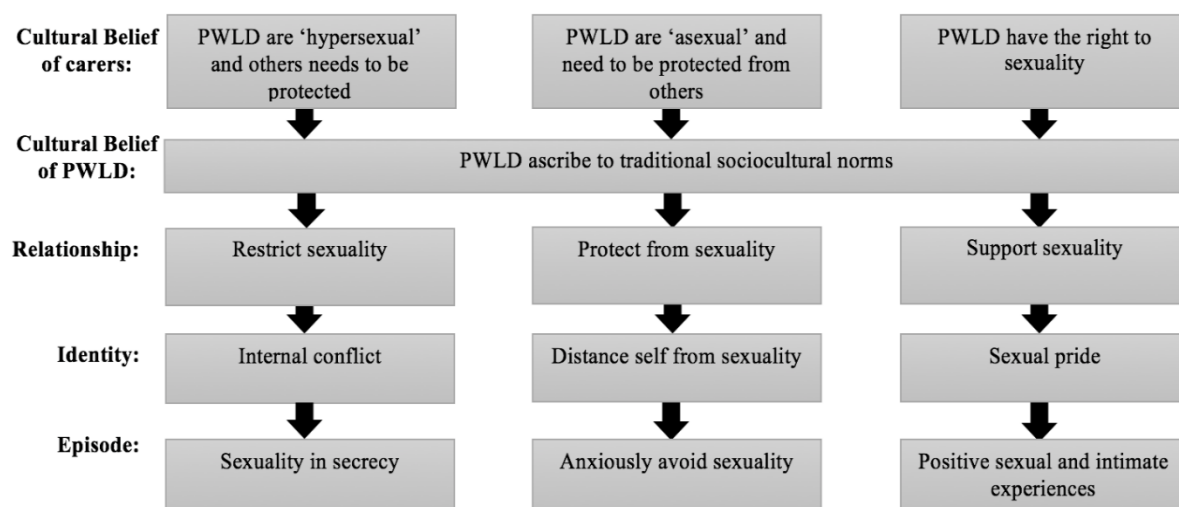 Cultural Belief
of carers:
PWLD are ‘hypersexual’
and others needs to be
protected
PWLD are ‘asexual’ and
need to be protected from
others
PWLD have the right to
sexuality
Cultural Belief
of PWLD:
PWLD ascribe to traditional sociocultural norms
Relationship:
Restrict sexuality
Protect from sexuality
Support sexuality
Identity:
Internal conflict
Distance self from sexuality
Sexual pride
Episode:
Sexuality in secrecy
Anxiously avoid sexuality
Positive sexual and intimate
experiences